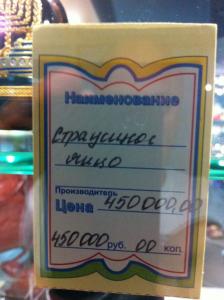 Наименование
Страусиное
яйцо
Производитель
Цена 450000,00
450000 руб. 00 коп.